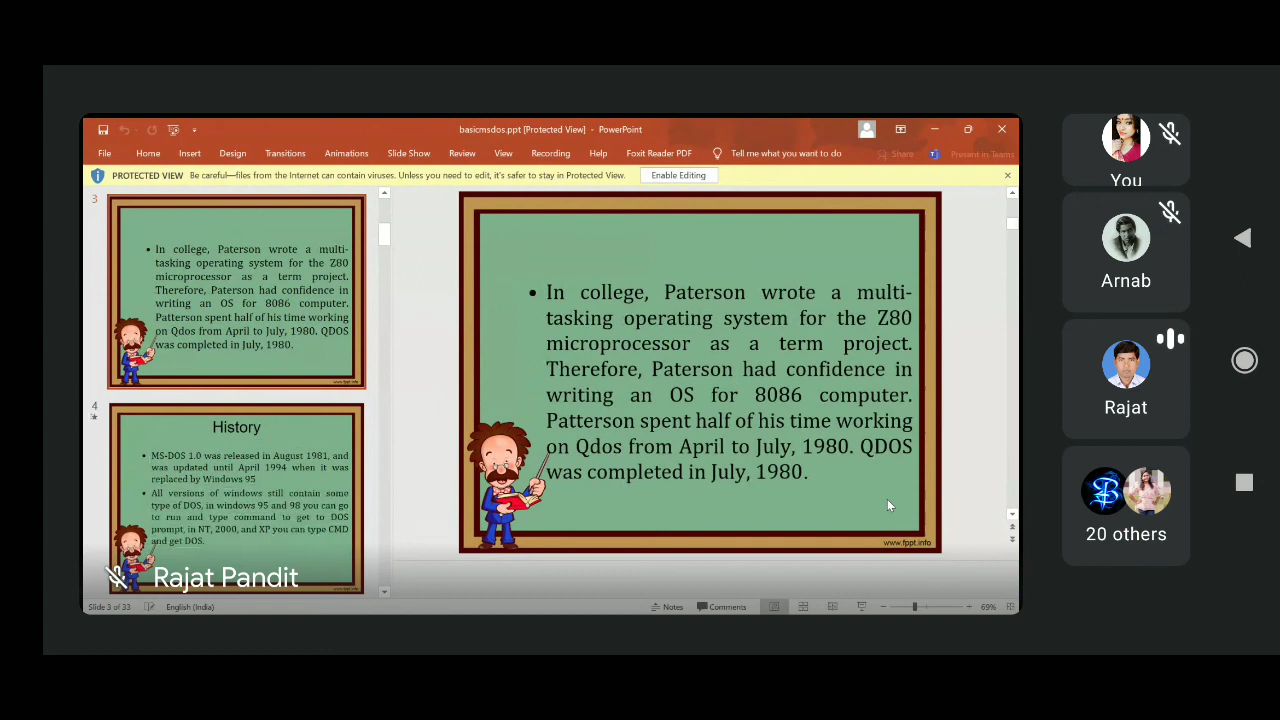 basicmsdos.ppt [Protected View] - PowerPoint
File Home Insert Design Transitions Animations Slide Show Review View Recording Help Foxit Reader PDF Tell me what you want to do Share Present in Teams
PROTECTED VIEW Be careful—files from the Internet can contain viruses. Unless you need to edit, it's safer to stay in Protected View. Enable Editing
3
• In college, Paterson wrote a multi-
tasking operating system for the Z80
microprocessor as a term project.
Therefore, Paterson had confidence in
writing an OS for 8086 computer.
Patterson spent half of his time working
on Qdos from April to July, 1980. QDOS
was completed in July, 1980.
www.fppt.info
4
History
• MS-DOS 1.0 was released in August 1981, and
was updated until April 1994 when it was
replaced by Windows 95
• All versions of windows still contain some
type of DOS, in windows 95 and 98 you can go
to run and type command to get to DOS
prompt, in NT, 2000, and XP you can type CMD
and get DOS.
Rajat Pandit
• In college, Paterson wrote a multi-
tasking operating system for the Z80
microprocessor as a term project.
Therefore, Paterson had confidence in
writing an OS for 8086 computer.
Patterson spent half of his time working
on Qdos from April to July, 1980. QDOS
was completed in July, 1980.
www.fppt.info
Slide 3 of 33 English (India) Notes Comments 69%
You
Arnab
Rajat
20 others